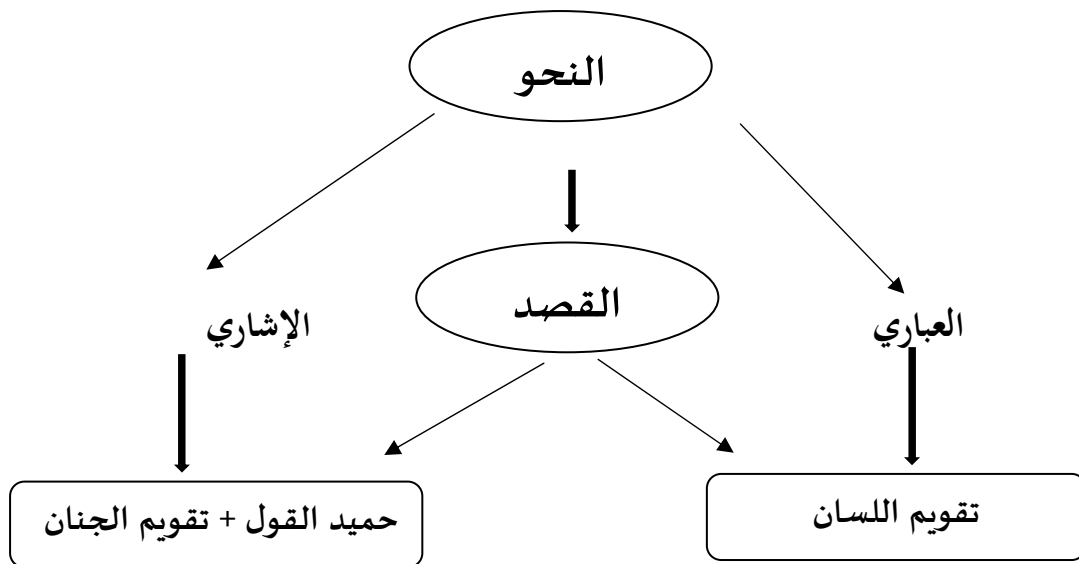 النحو
القصد
العباري
الإشاري
تقويم اللسان
حميد القول + تقويم الجنان